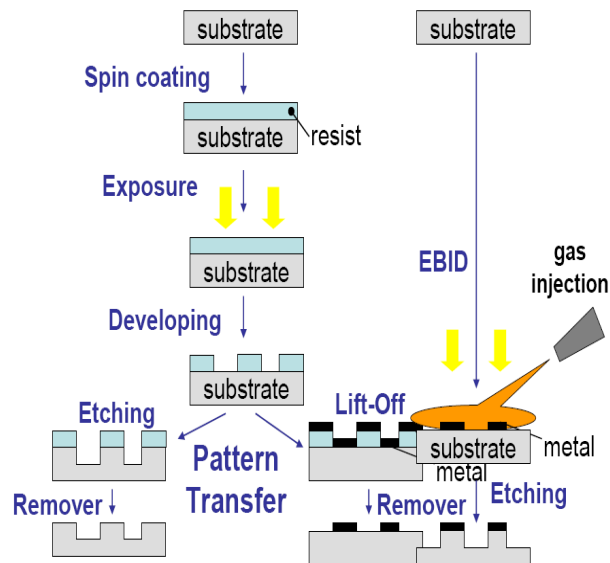 substrate
substrate
Spin coating
resist
substrate
Exposure
substrate
EBID
gas
injection
Developing
substrate
Etching
Lift-Off
substrate
metal
metal
Pattern
Transfer
Remover
Remover
Etching